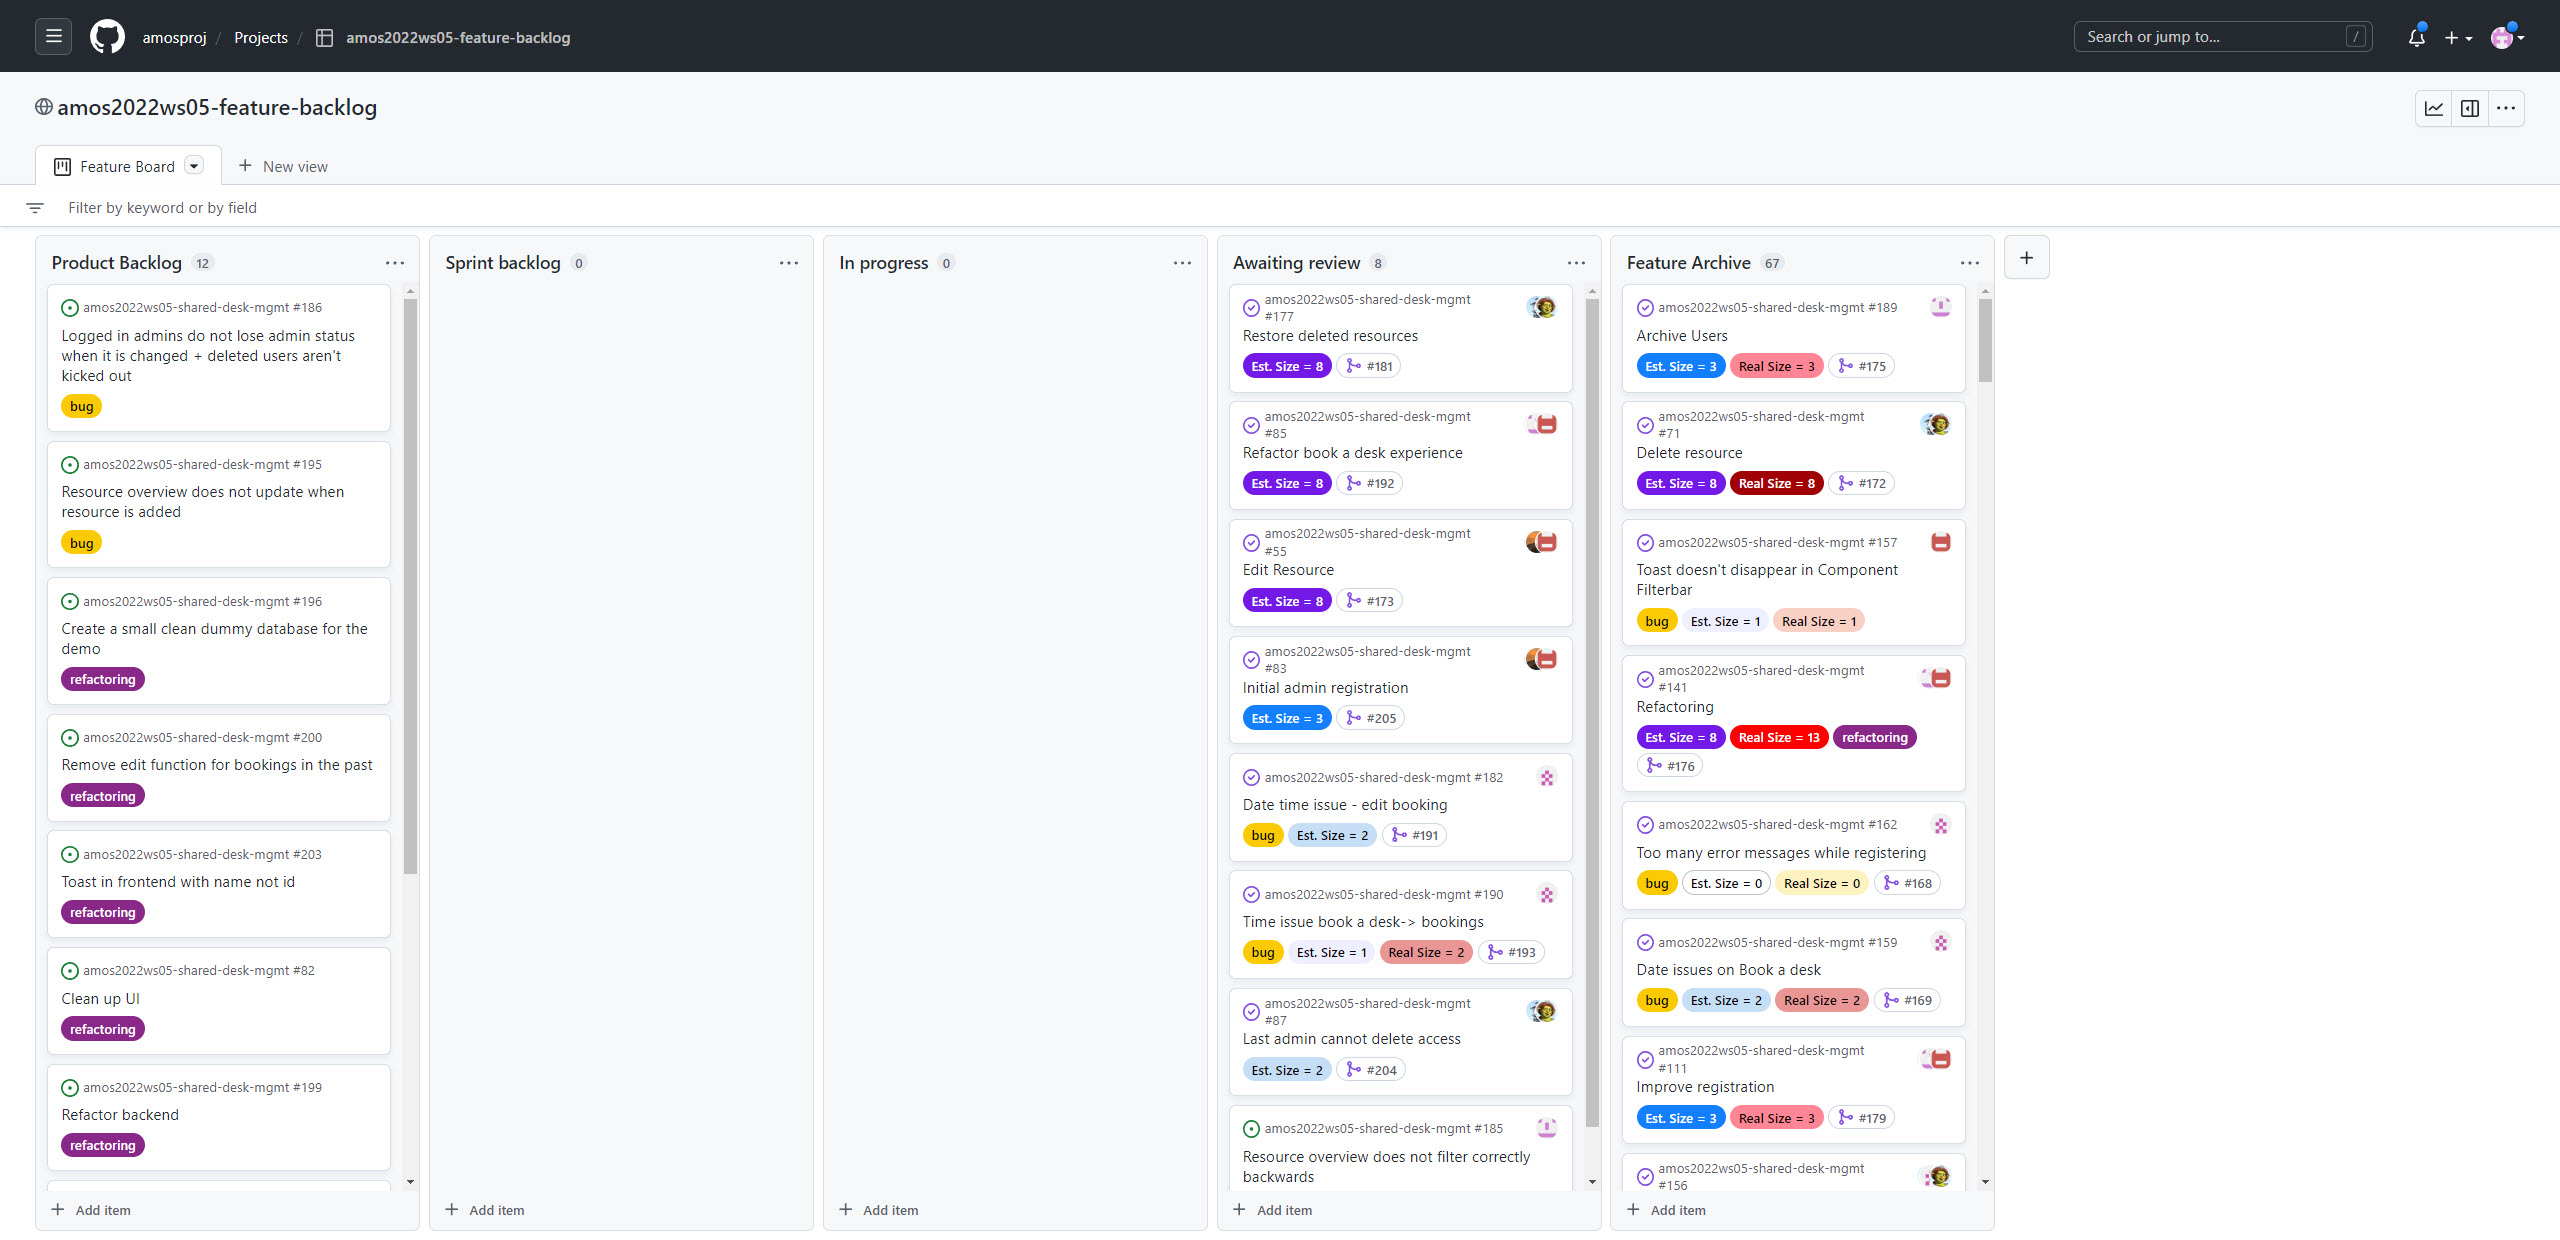 amosproj / Projects / amos2022ws05-feature-backlog
Search or jump to... /
amos2022ws05-feature-backlog
Feature Board
New view
Filter by keyword or by field
Product Backlog 12
amos2022ws05-shared-desk-mgmt #186
Logged in admins do not lose admin status
when it is changed + deleted users aren't
kicked out
bug
amos2022ws05-shared-desk-mgmt #195
Resource overview does not update when
resource is added
bug
amos2022ws05-shared-desk-mgmt #196
Create a small clean dummy database for the
demo
refactoring
amos2022ws05-shared-desk-mgmt #200
Remove edit function for bookings in the past
refactoring
amos2022ws05-shared-desk-mgmt #203
Toast in frontend with name not id
refactoring
amos2022ws05-shared-desk-mgmt #82
Clean up UI
refactoring
amos2022ws05-shared-desk-mgmt #199
Refactor backend
refactoring
Add item
Sprint backlog 0
Add item
In progress 0
Add item
Awaiting review 8
amos2022ws05-shared-desk-mgmt
#177
Restore deleted resources
Est. Size = 8 #181
amos2022ws05-shared-desk-mgmt
#85
Refactor book a desk experience
Est. Size = 8 #192
amos2022ws05-shared-desk-mgmt
#55
Edit Resource
Est. Size = 8 #173
amos2022ws05-shared-desk-mgmt
#83
Initial admin registration
Est. Size = 3 #205
amos2022ws05-shared-desk-mgmt #182
Date time issue - edit booking
bug Est. Size = 2 #191
amos2022ws05-shared-desk-mgmt #190
Time issue book a desk-> bookings
bug Est. Size = 1 Real Size = 2 #193
amos2022ws05-shared-desk-mgmt
#87
Last admin cannot delete access
Est. Size = 2 #204
amos2022ws05-shared-desk-mgmt #185
Resource overview does not filter correctly
backwards
Add item
Feature Archive 67
amos2022ws05-shared-desk-mgmt #189
Archive Users
Est. Size = 3 Real Size = 3 #175
amos2022ws05-shared-desk-mgmt
#71
Delete resource
Est. Size = 8 Real Size = 8 #172
amos2022ws05-shared-desk-mgmt #157
Toast doesn't disappear in Component
Filterbar
bug Est. Size = 1 Real Size = 1
amos2022ws05-shared-desk-mgmt
#141
Refactoring
Est. Size = 8 Real Size = 13 refactoring
#176
amos2022ws05-shared-desk-mgmt #162
Too many error messages while registering
bug Est. Size = 0 Real Size = 0 #168
amos2022ws05-shared-desk-mgmt #159
Date issues on Book a desk
bug Est. Size = 2 Real Size = 2 #169
amos2022ws05-shared-desk-mgmt
#111
Improve registration
Est. Size = 3 Real Size = 3 #179
amos2022ws05-shared-desk-mgmt
#156
Add item